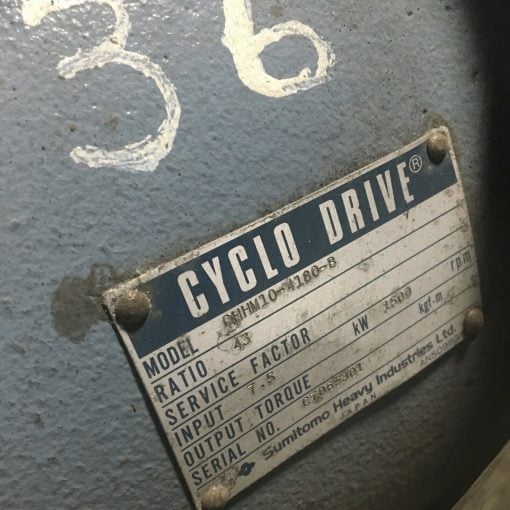 36
CYCLO DRIVE®
MODEL CHHM10-4180-B
RATIO 43
SERVICE FACTOR
INPUT 7.5 kW 1500 rpm
OUTPUT TORQUE kgf-m
SERIAL NO.
Sumitomo Heavy Industries Ltd.
JAPAN